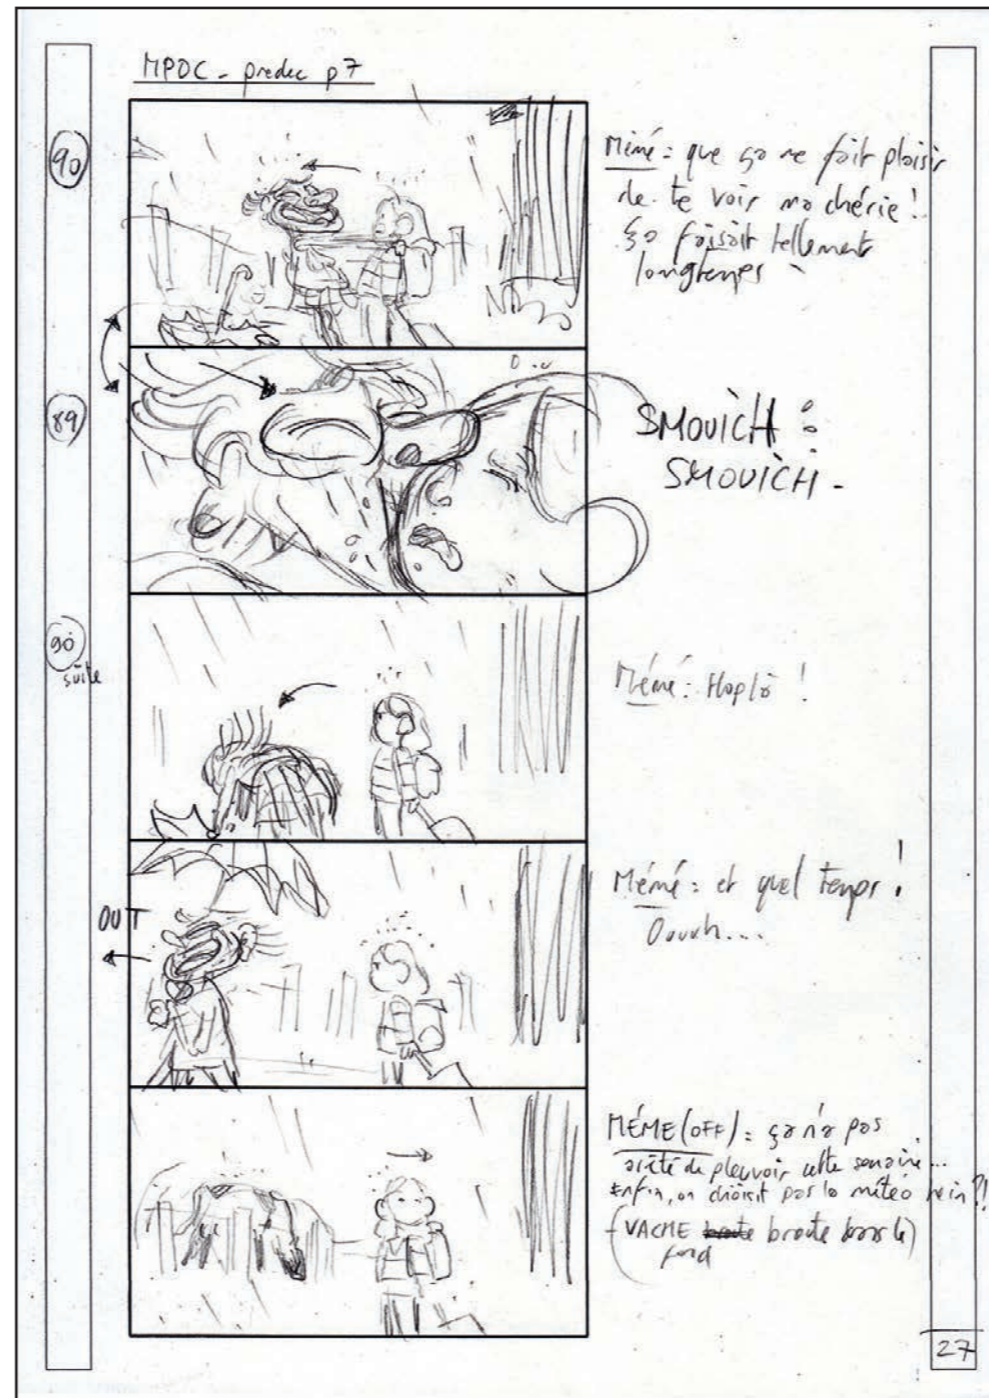 MPDC - predec p7
90
Mémé: que ça me fait plaisir
de te voir ma chérie!
ça faisait tellement
longtemps
89
SMOUÏCH:
SMOUÏCH-
90
suite
Mémé: Hoplà!
OUT
Mémé: et quel temps!
Oouuh....
MÉMÉ (OFF): ça n'a pas
arrêté de pleuvoir cette semaine...
Enfin, on choisit pas la météo hein?!
(VACHE broute dans le)
fond
27